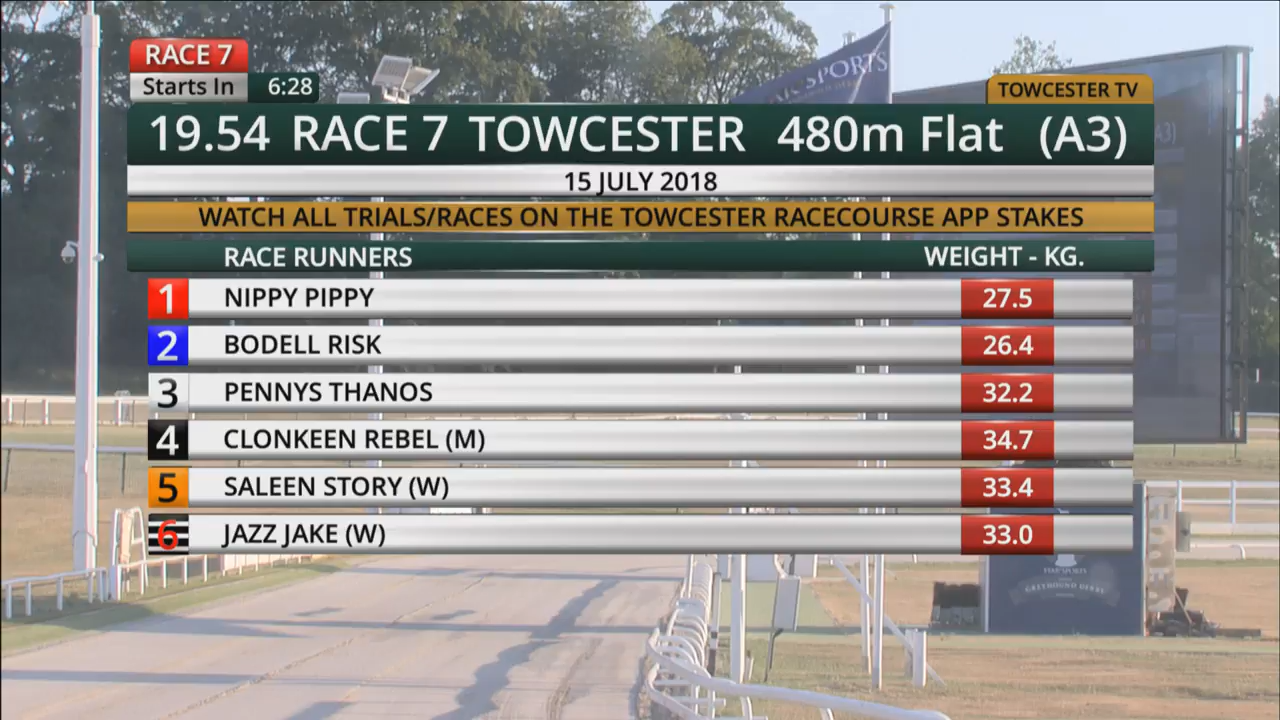 RACE 7
Starts In 6:28
TOWCESTER TV
19.54 RACE 7 TOWCESTER 480m Flat (A3)
15 JULY 2018
WATCH ALL TRIALS/RACES ON THE TOWCESTER RACECOURSE APP STAKES
RACE RUNNERS WEIGHT - KG.
1 NIPPY PIPPY 27.5
2 BODELL RISK 26.4
3 PENNYS THANOS 32.2
4 CLONKEEN REBEL (M) 34.7
5 SALEEN STORY (W) 33.4
6 JAZZ JAKE (W) 33.0
SPORTS
GREYHOUND DERBY